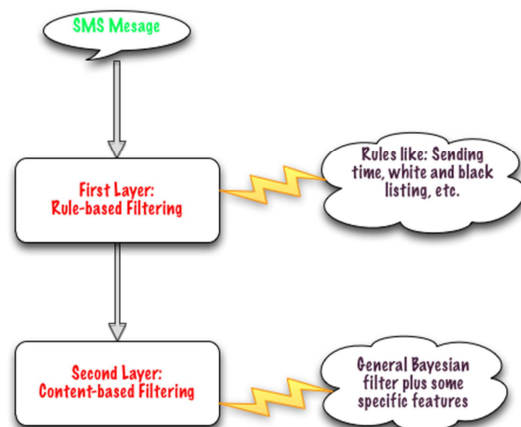 SMS Mesage
First Layer:
Rule-based Filtering
Rules like: Sending
time, white and black
listing, etc.
Second Layer:
Content-based Filtering
General Bayesian
filter plus some
specific features